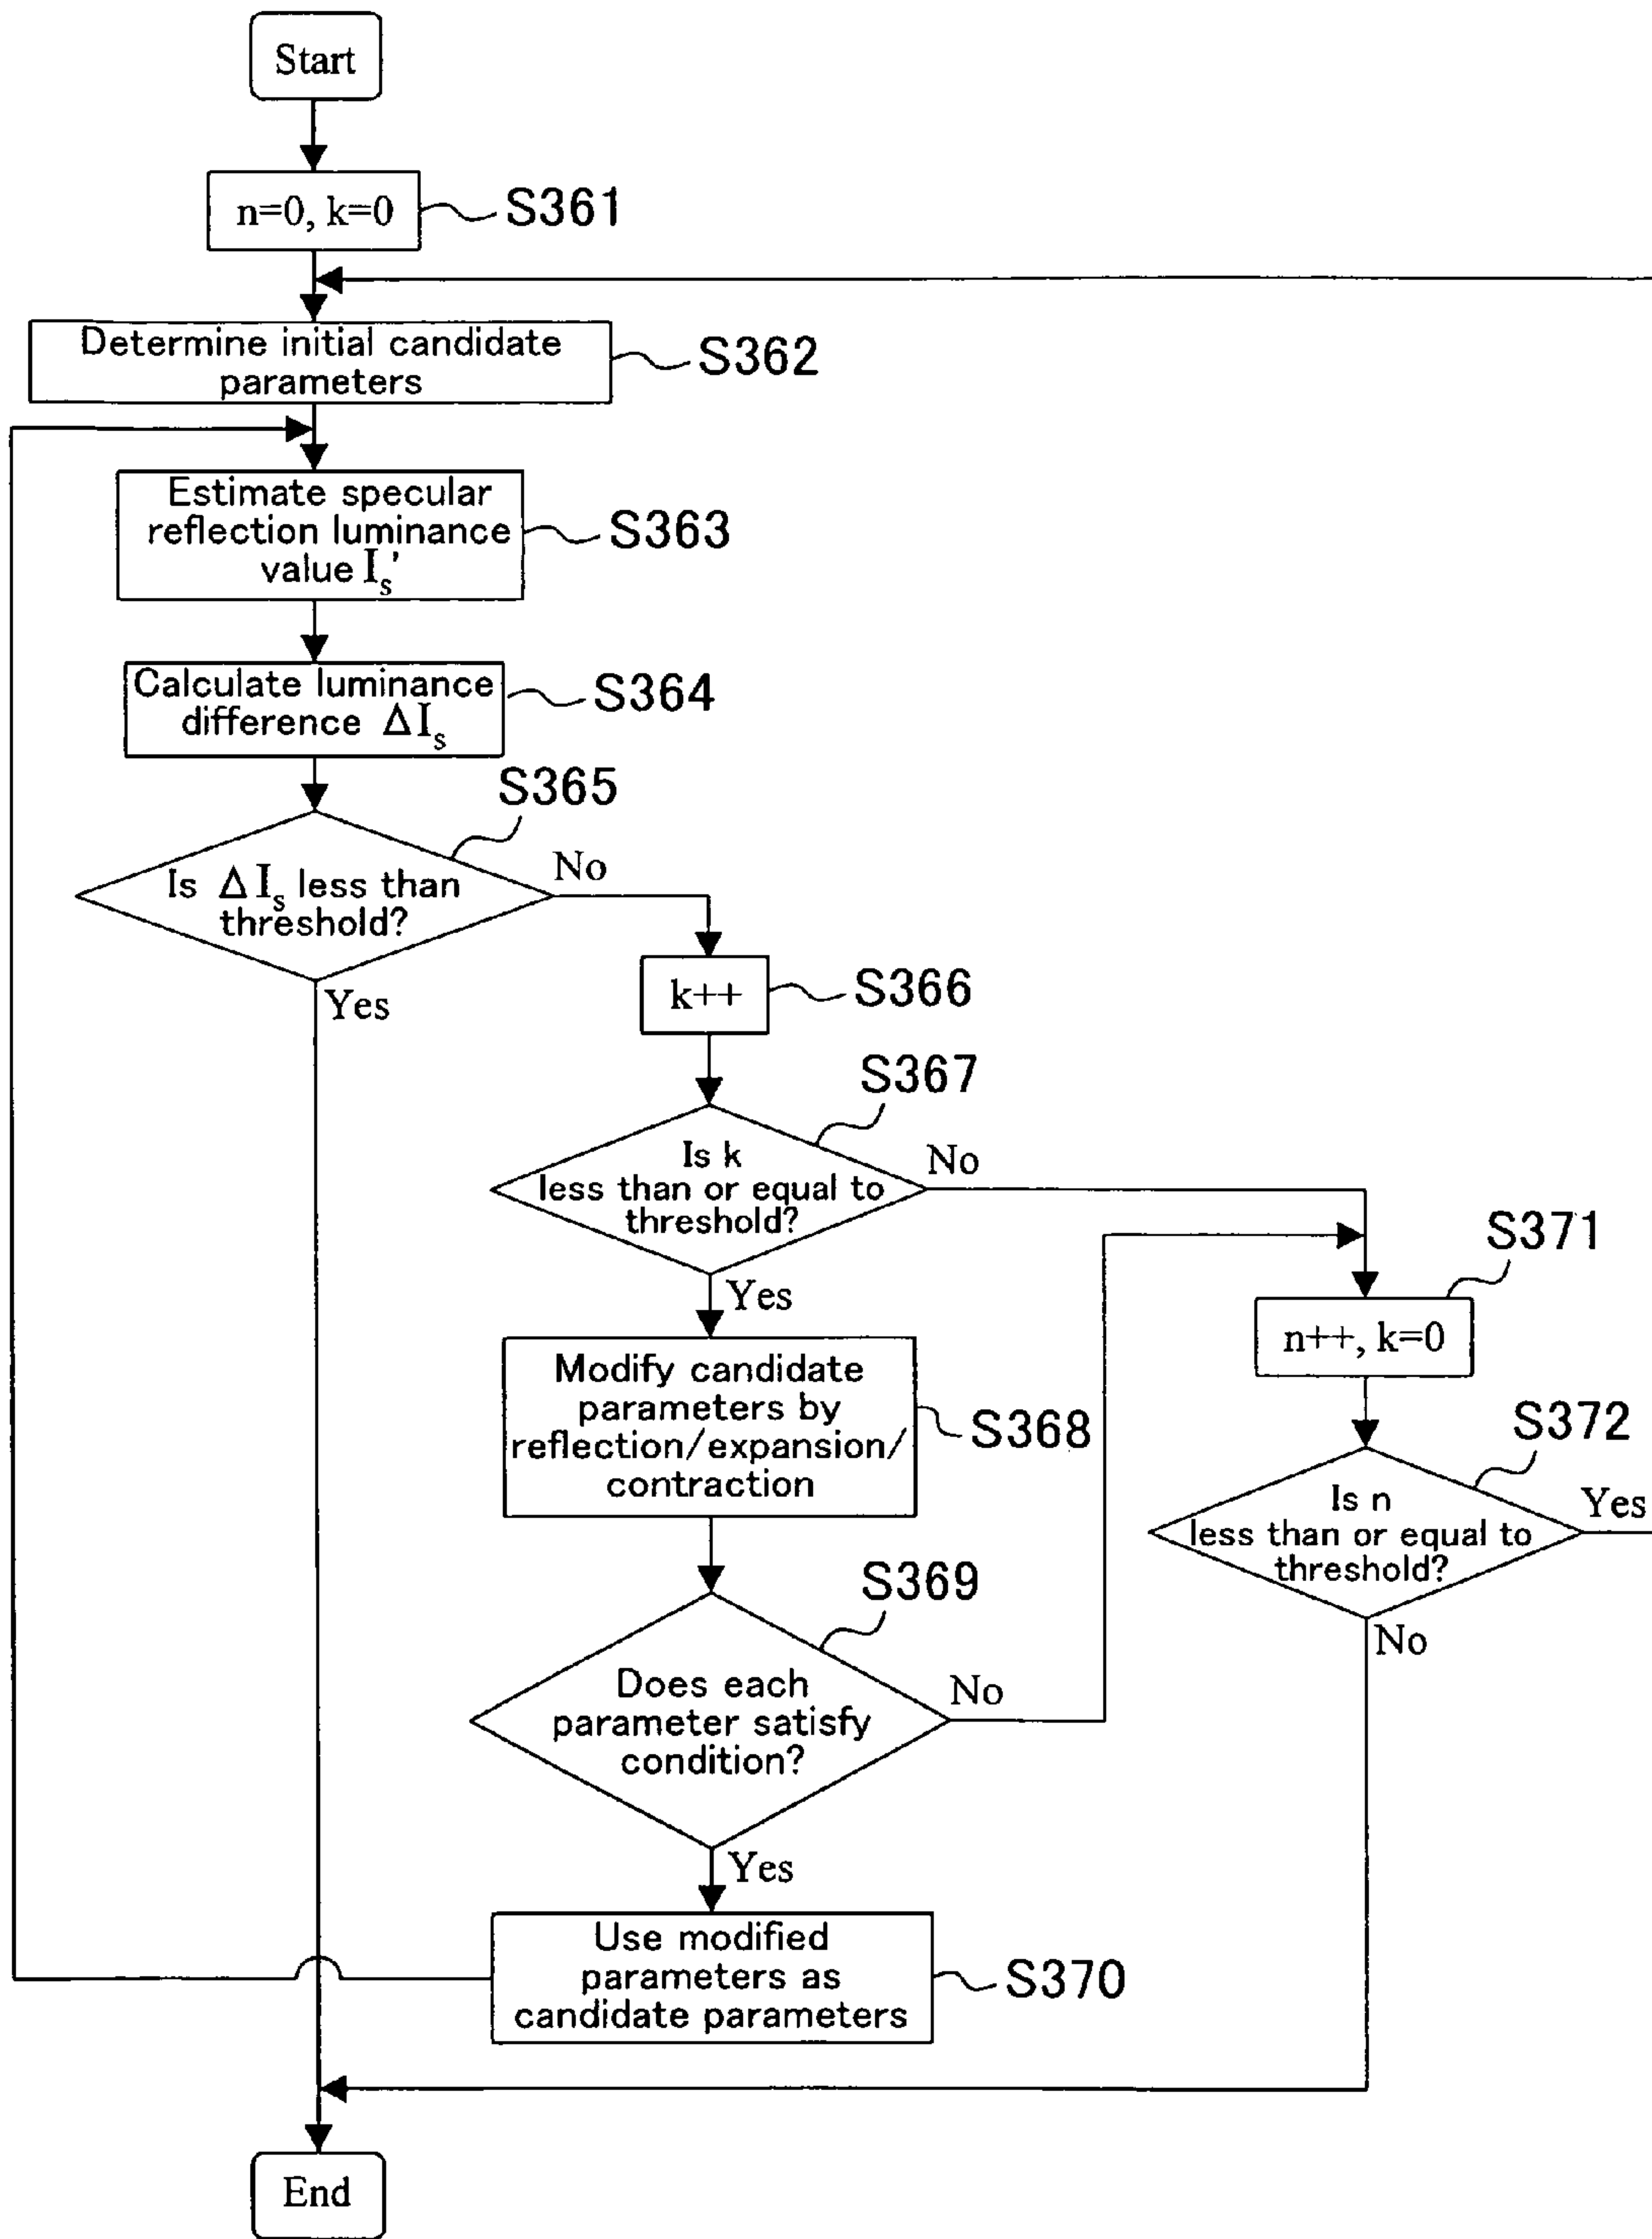 Start
n=0, k=0
S361
Determine initial candidate
parameters
S362
Estimate specular
reflection luminance
value Is'
S363
Calculate luminance
difference ΔIs
S364
S365
Is ΔIs less than
threshold?
No
Yes
k++
S366
S367
Is k
less than or equal to
threshold?
No
Yes
S371
n++, k=0
Modify candidate
parameters by
reflection/expansion/
contraction
S368
S372
Is n
less than or equal to
threshold?
Yes
No
S369
Does each
parameter satisfy
condition?
No
Yes
Use modified
parameters as
candidate parameters
S370
End